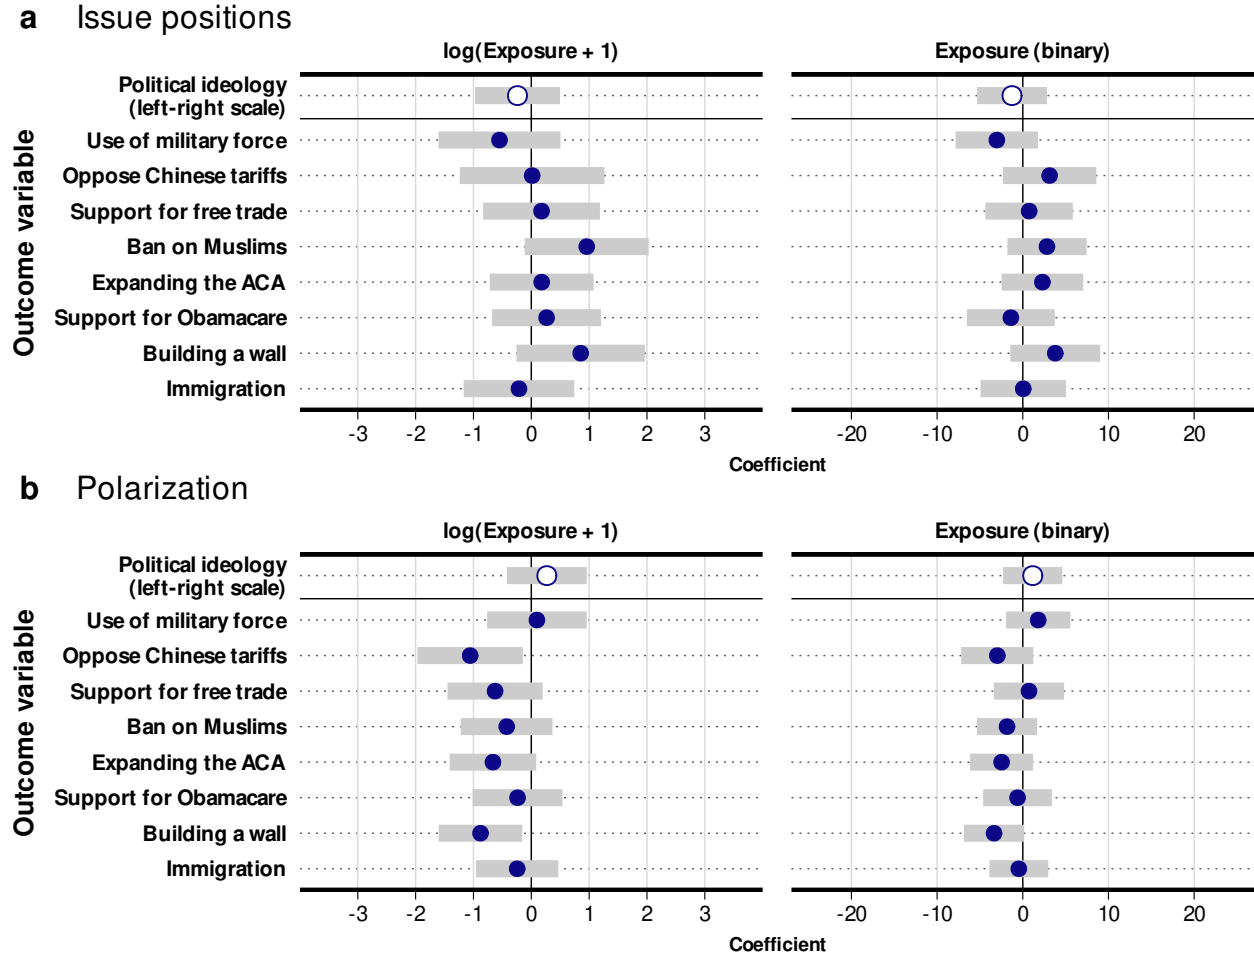 a Issue positions
log(Exposure + 1) Exposure (binary)
Outcome variable
Political ideology
(left-right scale)
Use of military force
Oppose Chinese tariffs
Support for free trade
Ban on Muslims
Expanding the ACA
Support for Obamacare
Building a wall
Immigration
-3 -2 -1 0 1 2 3 -20 -10 0 10 20
Coefficient
b Polarization
log(Exposure + 1) Exposure (binary)
Outcome variable
Political ideology
(left-right scale)
Use of military force
Oppose Chinese tariffs
Support for free trade
Ban on Muslims
Expanding the ACA
Support for Obamacare
Building a wall
Immigration
-3 -2 -1 0 1 2 3 -20 -10 0 10 20
Coefficient